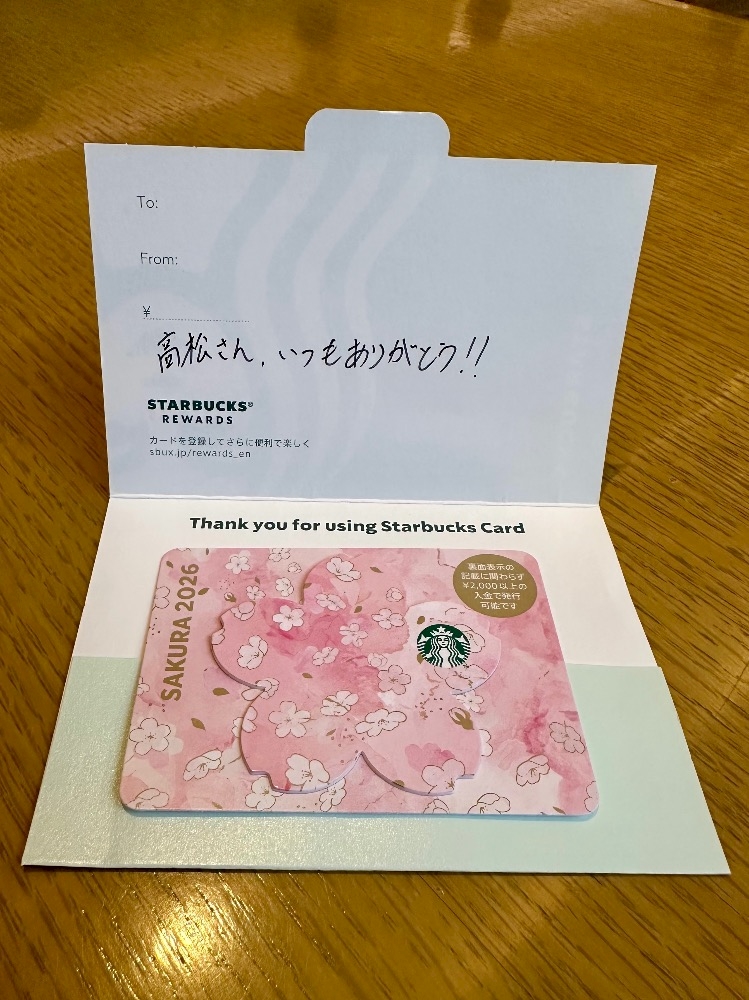 To:
From:
¥
高松さん、いつもありがとう!!
STARBUCKS®
REWARDS
カードを登録してさらに便利で楽しく
sbux.jp/rewards_en
Thank you for using Starbucks Card
SAKURA 2026
裏面表示の
記載に関わらず
¥2,000以上の
入金で発行
可能です